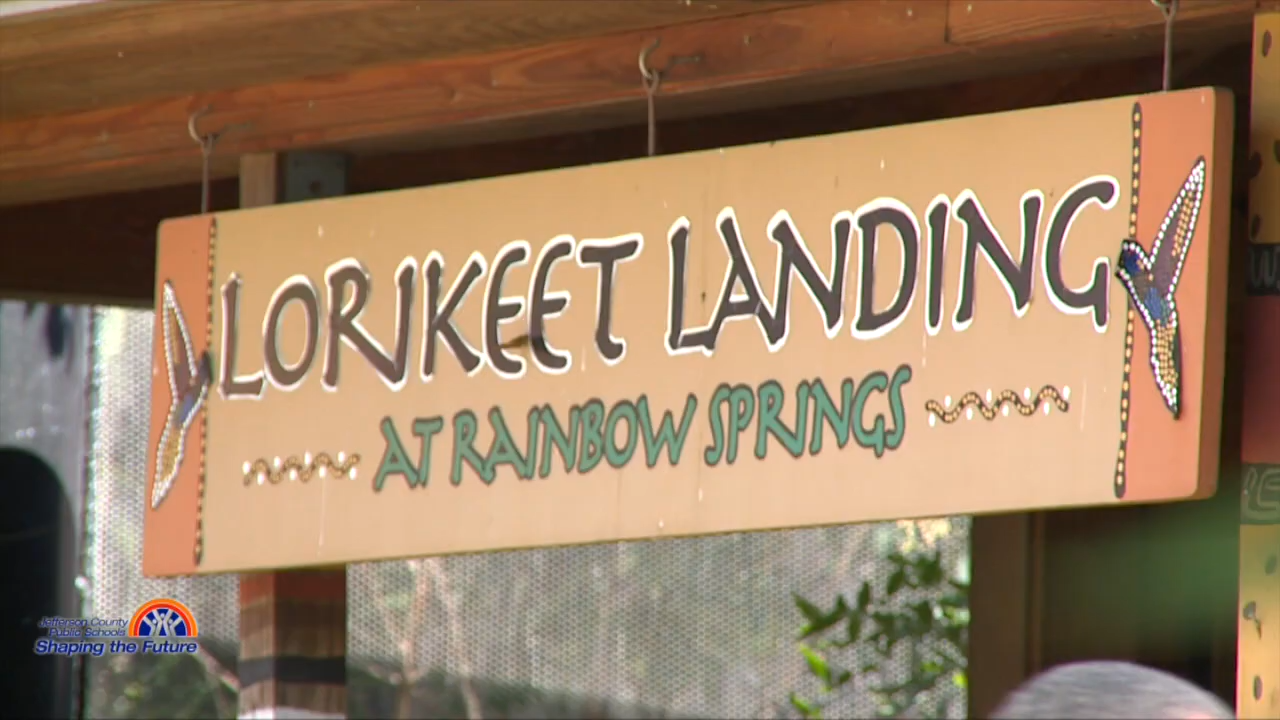 LORIKEET LANDING
AT RAINBOW SPRINGS
Jefferson County
Public Schools
Shaping the Future